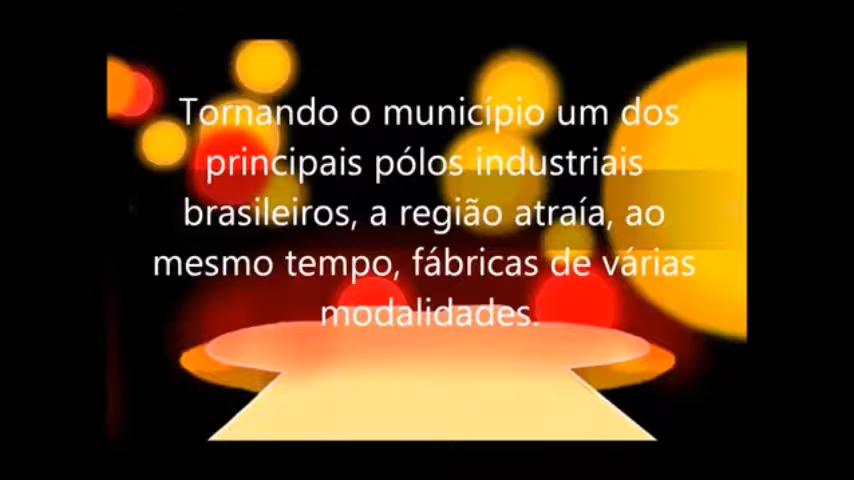 Tornando o município um dos
principais pólos industriais
brasileiros, a região atraía, ao
mesmo tempo, fábricas de várias
modalidades.